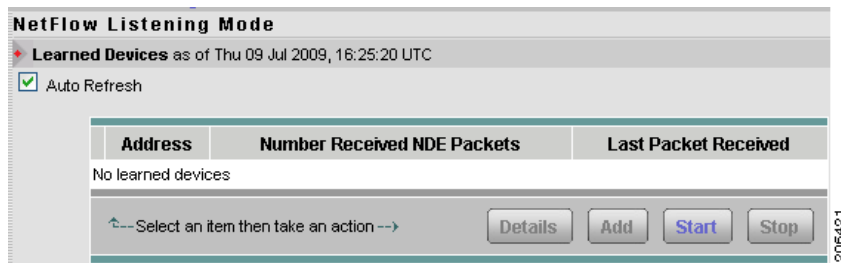 NetFlow Listening Mode
Learned Devices as of Thu 09 Jul 2009, 16:25:20 UTC
Auto Refresh
Address Number Received NDE Packets Last Packet Received
No learned devices
Select an item then take an action Details Add Start Stop
205421